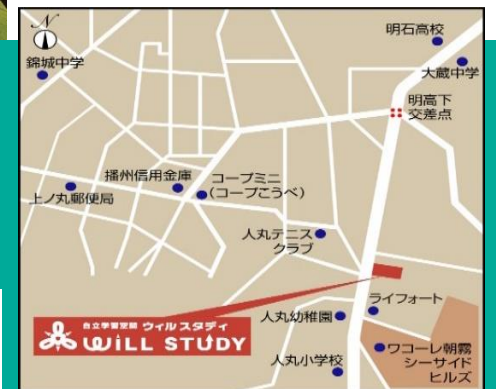 N
明石高校
錦城中学
大蔵中学
明高下
交差点
播州信用金庫
コープミニ
(コープこうべ)
上ノ丸郵便局
人丸テニス
クラブ
ライフォート
人丸幼稚園
自立学習空間 ウィル スタディ
WiLL STUDY
ワコーレ朝霧
シーサイド
ヒルズ
人丸小学校